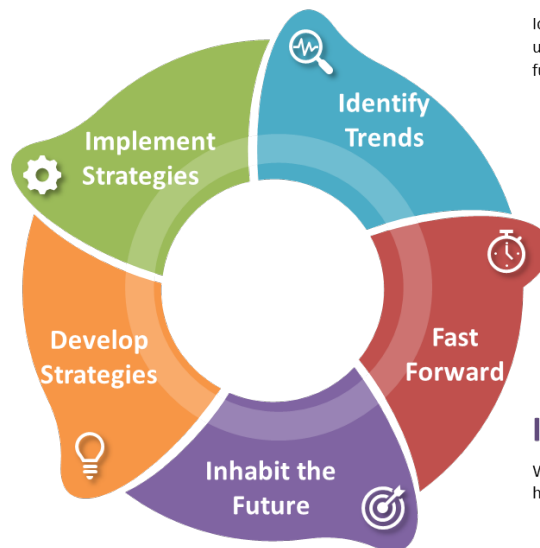 Identify
Trends
Fast
Forward
Inhabit the
Future
Develop
Strategies
Implement
Strategies